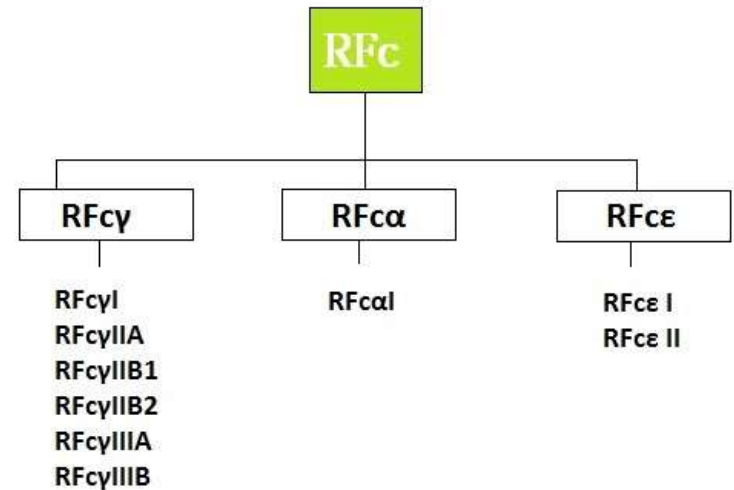 RFc
RFcγ
RFcα
RFcε
RFcγI
RFcγIIA
RFcγIIB1
RFcγIIB2
RFcγIIIA
RFcγIIIB
RFcαI
RFcε I
RFcε II